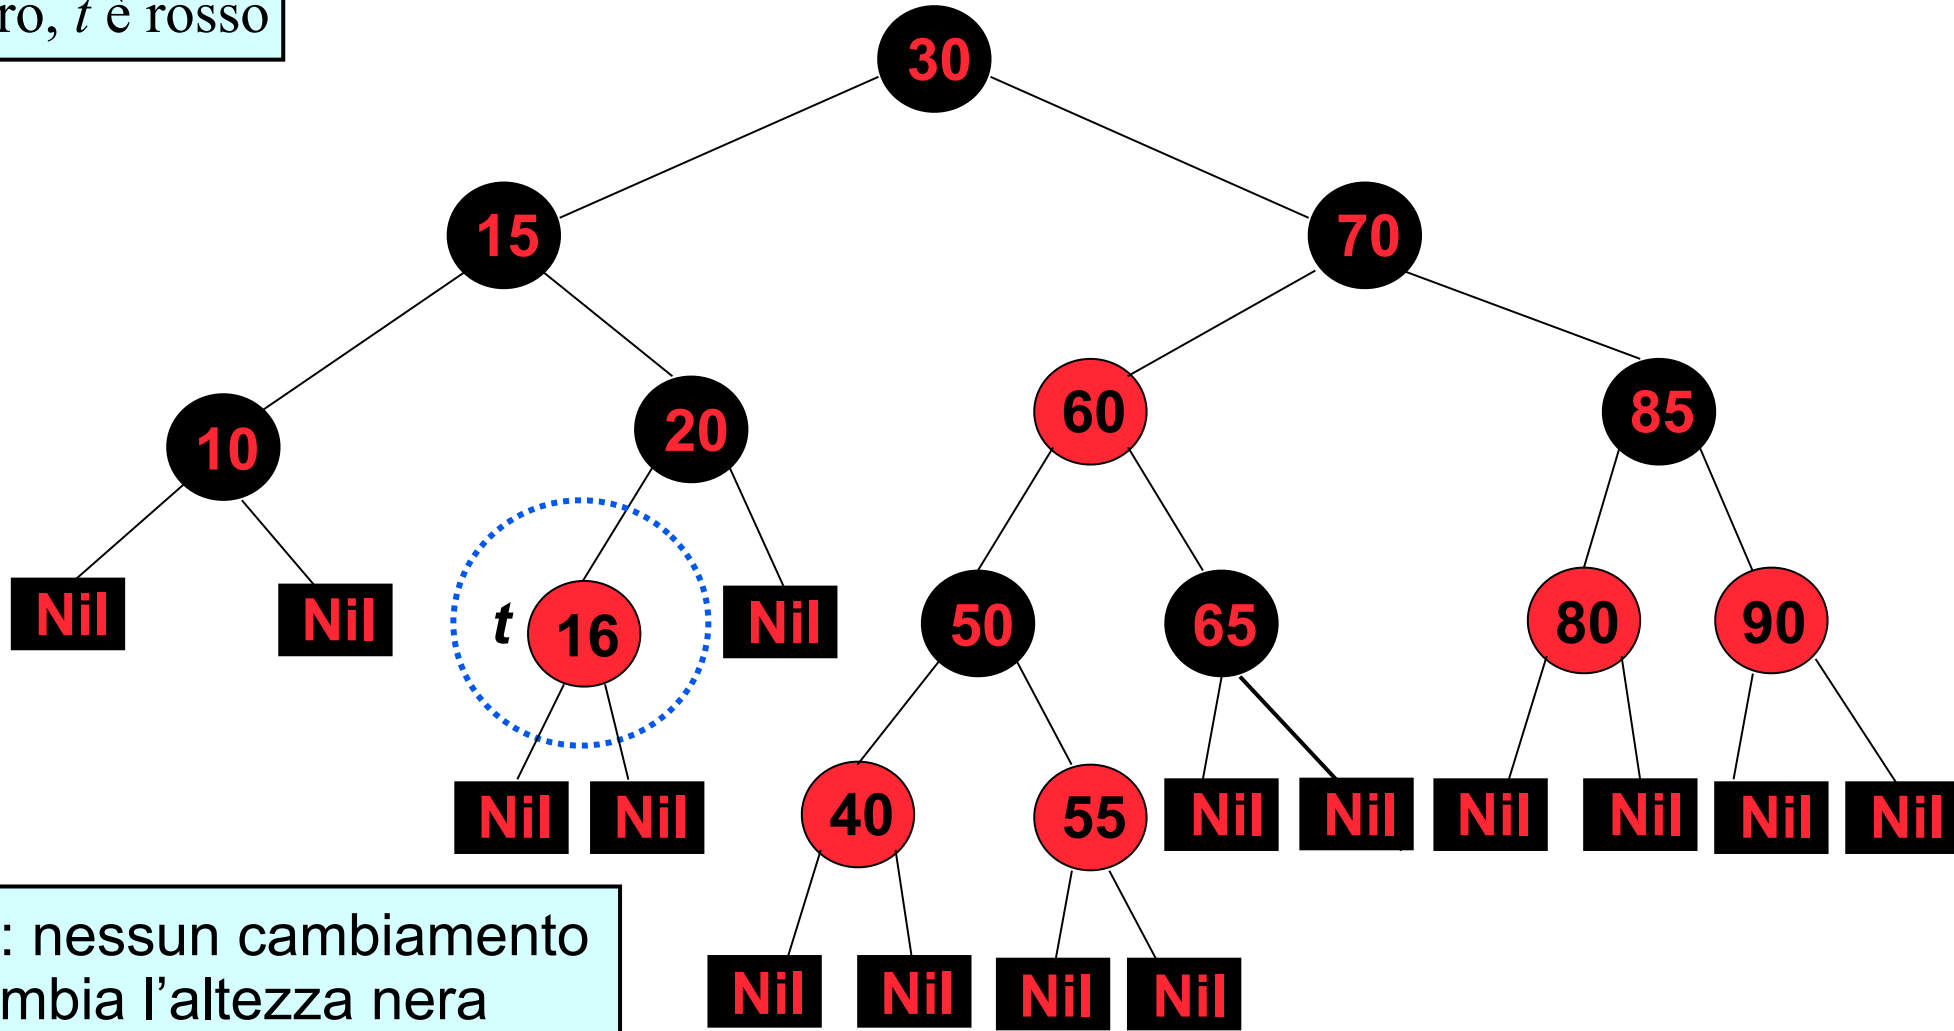 ro, t è rosso
30
15
70
60
85
10
20
Nil
Nil
t
16
Nil
50
65
80
90
Nil
Nil
40
55
Nil
Nil
Nil
Nil
Nil
Nil
: nessun cambiamento
mbia l'altezza nera
Nil
Nil
Nil
Nil